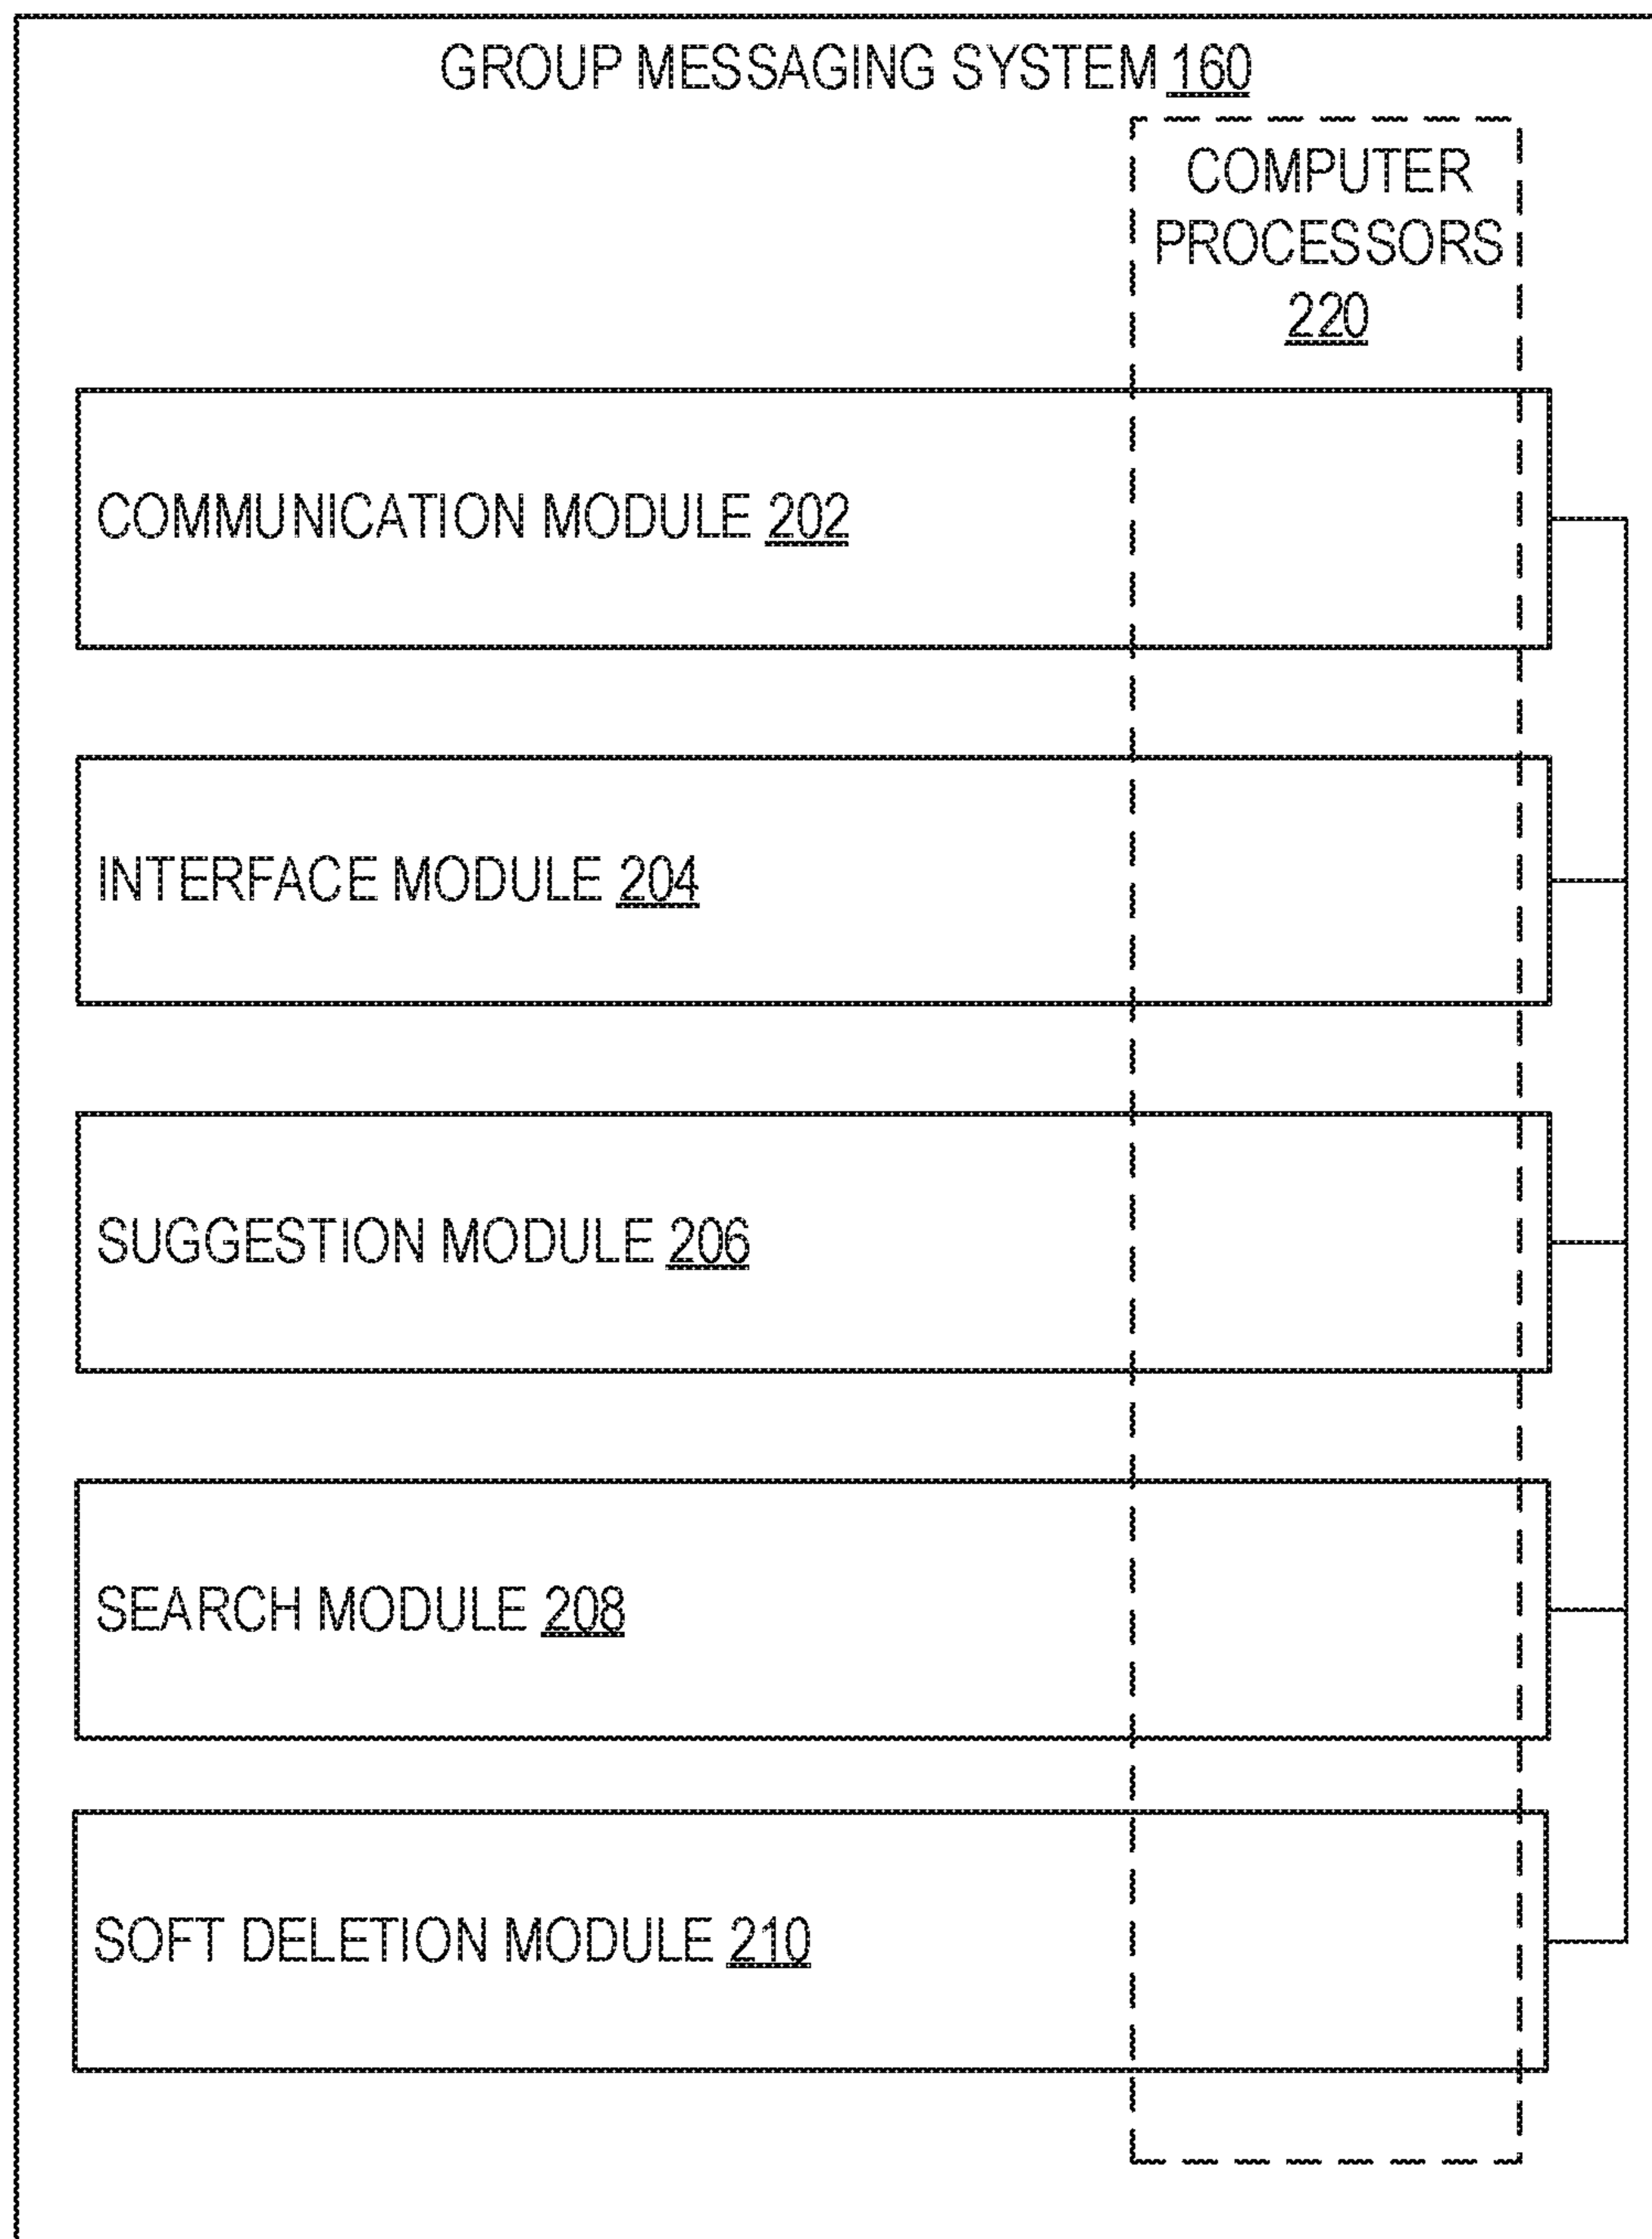 GROUP MESSAGING SYSTEM 160
COMPUTER
PROCESSORS
220
COMMUNICATION MODULE 202
INTERFACE MODULE 204
SUGGESTION MODULE 206
SEARCH MODULE 208
SOFT DELETION MODULE 210